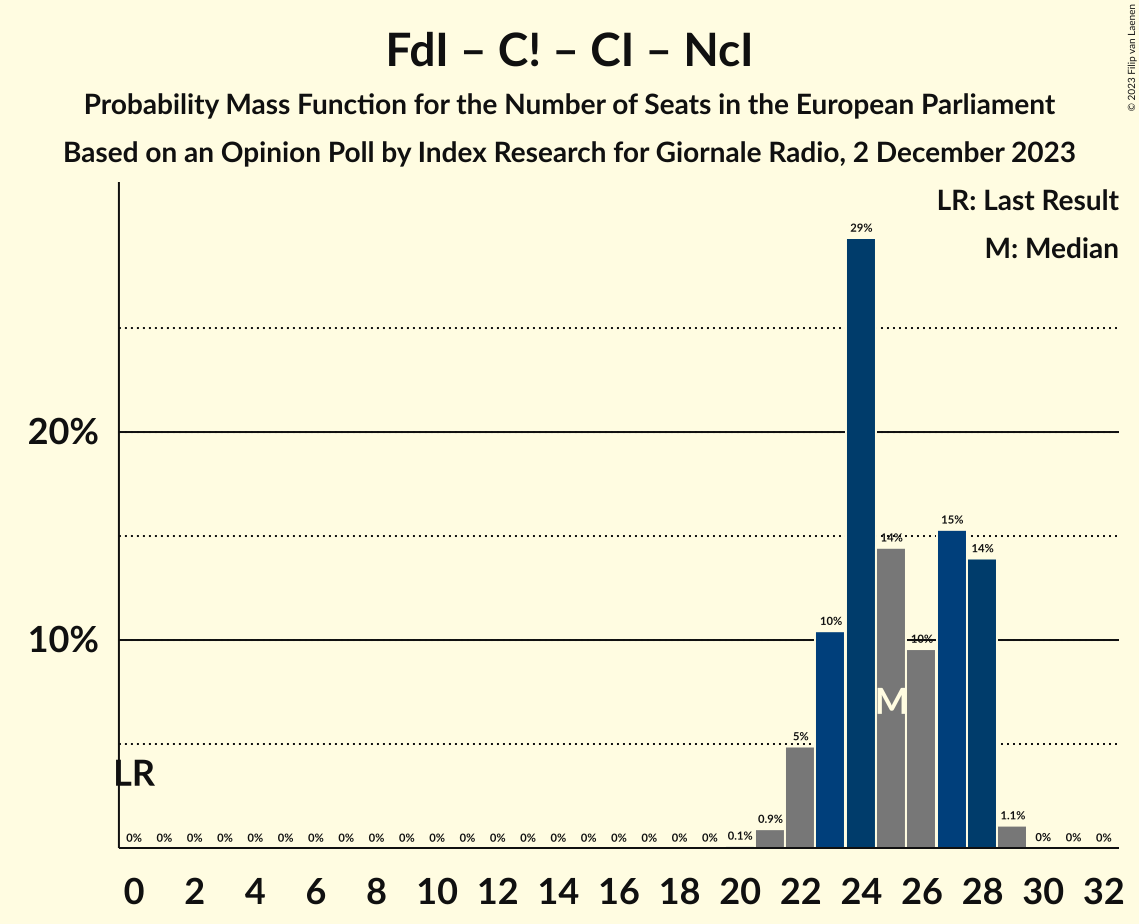 FdI – C! – CI – NcI
Probability Mass Function for the Number of Seats in the European Parliament
Based on an Opinion Poll by Index Research for Giornale Radio, 2 December 2023
© 2023 Filip van Laenen
LR: Last Result
M: Median
29%
20%
15%
14%
14%
10%
10%
10%
M
5%
LR
0% 0% 0% 0% 0% 0% 0% 0% 0% 0% 0% 0% 0% 0% 0% 0% 0% 0% 0% 0% 0.1% 0.9% 1.1% 0% 0% 0%
0 2 4 6 8 10 12 14 16 18 20 22 24 26 28 30 32